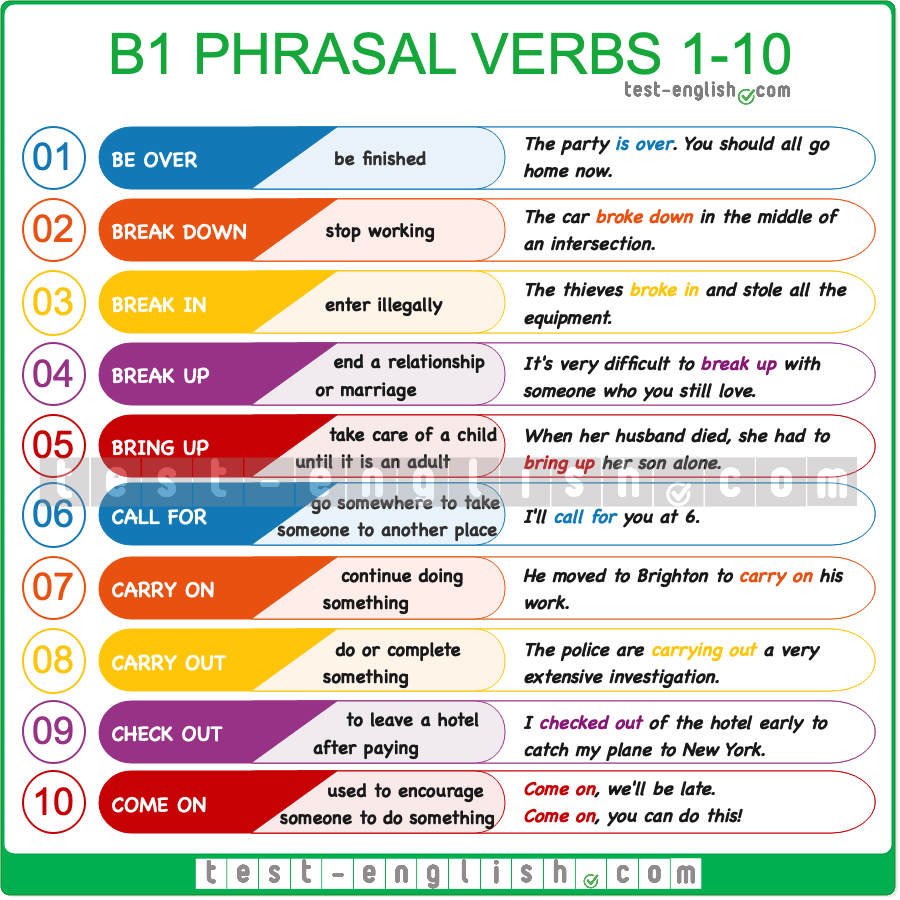 B1 PHRASAL VERBS 1-10
test-english.com
01
BE OVER
be finished
The party is over. You should all go
home now.
02
BREAK DOWN
stop working
The car broke down in the middle of
an intersection.
03
BREAK IN
enter illegally
The thieves broke in and stole all the
equipment.
04
BREAK UP
end a relationship
or marriage
It's very difficult to break up with
someone who you still love.
05
BRING UP
take care of a child
until it is an adult
When her husband died, she had to
bring up her son alone.
test-english.com
06
CALL FOR
go somewhere to take
someone to another place
I'll call for you at 6.
07
CARRY ON
continue doing
something
He moved to Brighton to carry on his
work.
08
CARRY OUT
do or complete
something
The police are carrying out a very
extensive investigation.
09
CHECK OUT
to leave a hotel
after paying
I checked out of the hotel early to
catch my plane to New York.
10
COME ON
used to encourage
someone to do something
Come on, we'll be late.
Come on, you can do this!
test-english.com